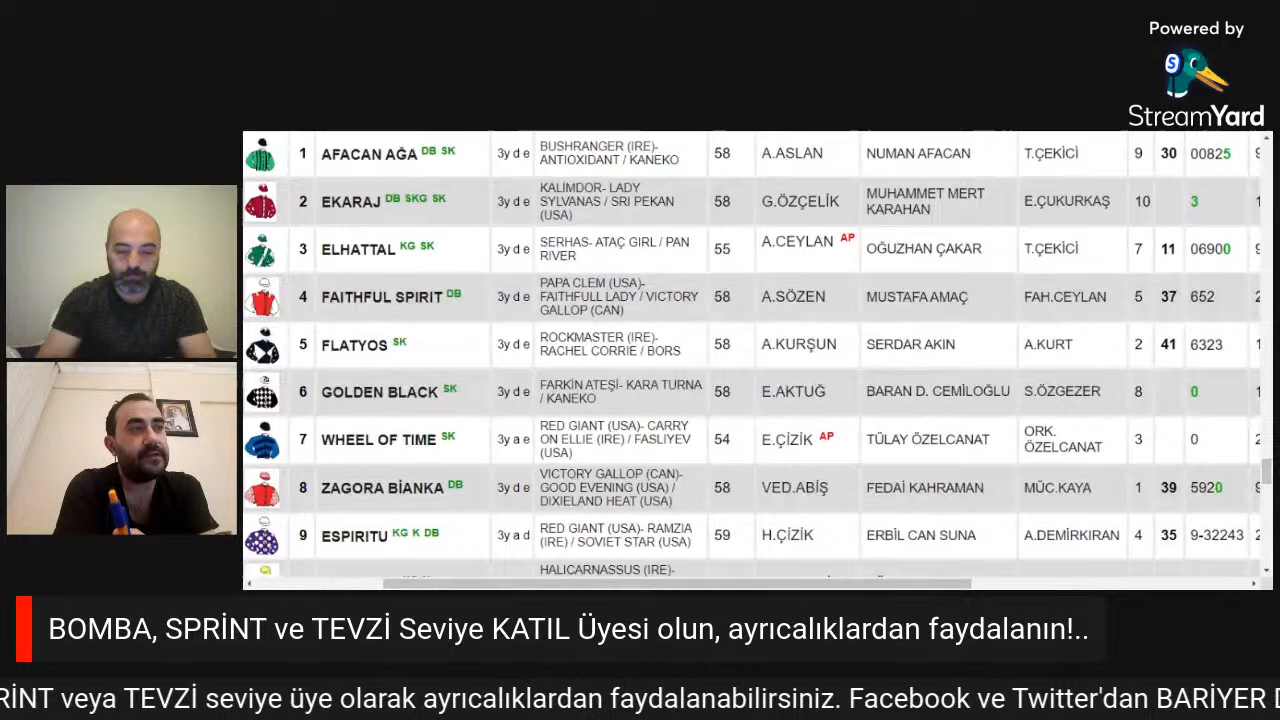 Powered by
StreamYard
1 AFACAN AĞA DB SK 3y d e BUSHRANGER (IRE)- ANTIOXIDANT / KANEKO 58 A.ASLAN NUMAN AFACAN T.ÇEKİCİ 9 30 00825
2 EKARAJ DB SKG SK 3y d e KALİMDOR- LADY SYLVANAS / SRI PEKAN (USA) 58 G.ÖZÇELİK MUHAMMET MERT KARAHAN E.ÇUKURKAŞ 10 3
3 ELHATTAL KG SK 3y d e SERHAS- ATAÇ GIRL / PAN RIVER 55 A.CEYLAN AP OĞUZHAN ÇAKAR T.ÇEKİCİ 7 11 06900
4 FAITHFUL SPIRIT DB 3y d e PAPA CLEM (USA)- FAITHFULL LADY / VICTORY GALLOP (CAN) 58 A.SÖZEN MUSTAFA AMAÇ FAH.CEYLAN 5 37 652
5 FLATYOS SK 3y d e ROCKMASTER (IRE)- RACHEL CORRIE / BORS 58 A.KURŞUN SERDAR AKIN A.KURT 2 41 6323
6 GOLDEN BLACK SK 3y d e FARKİN ATEŞİ- KARA TURNA / KANEKO 58 E.AKTUĞ BARAN D. CEMİLOĞLU S.ÖZGEZER 8 0
7 WHEEL OF TIME SK 3y a e RED GIANT (USA)- CARRY ON ELLIE (IRE) / FASLIYEV (USA) 54 E.ÇİZİK AP TÜLAY ÖZELCANAT ORK. ÖZELCANAT 3 0
8 ZAGORA BİANKA DB 3y d e VICTORY GALLOP (CAN)- GOOD EVENING (USA) / DIXIELAND HEAT (USA) 58 VED.ABİŞ FEDAİ KAHRAMAN MÜC.KAYA 1 39 5920
9 ESPIRITU KG K DB 3y a d RED GIANT (USA)- RAMZIA (IRE) / SOVIET STAR (USA) 59 H.ÇİZİK ERBİL CAN SUNA A.DEMİRKIRAN 4 35 9-32243
HALICARNASSUS (IRE)-
BOMBA, SPRİNT ve TEVZİ Seviye KATIL Üyesi olun, ayrıcalıklardan faydalanın!..
RİNT veya TEVZİ seviye üye olarak ayrıcalıklardan faydalanabilirsiniz. Facebook ve Twitter'dan BARİYER